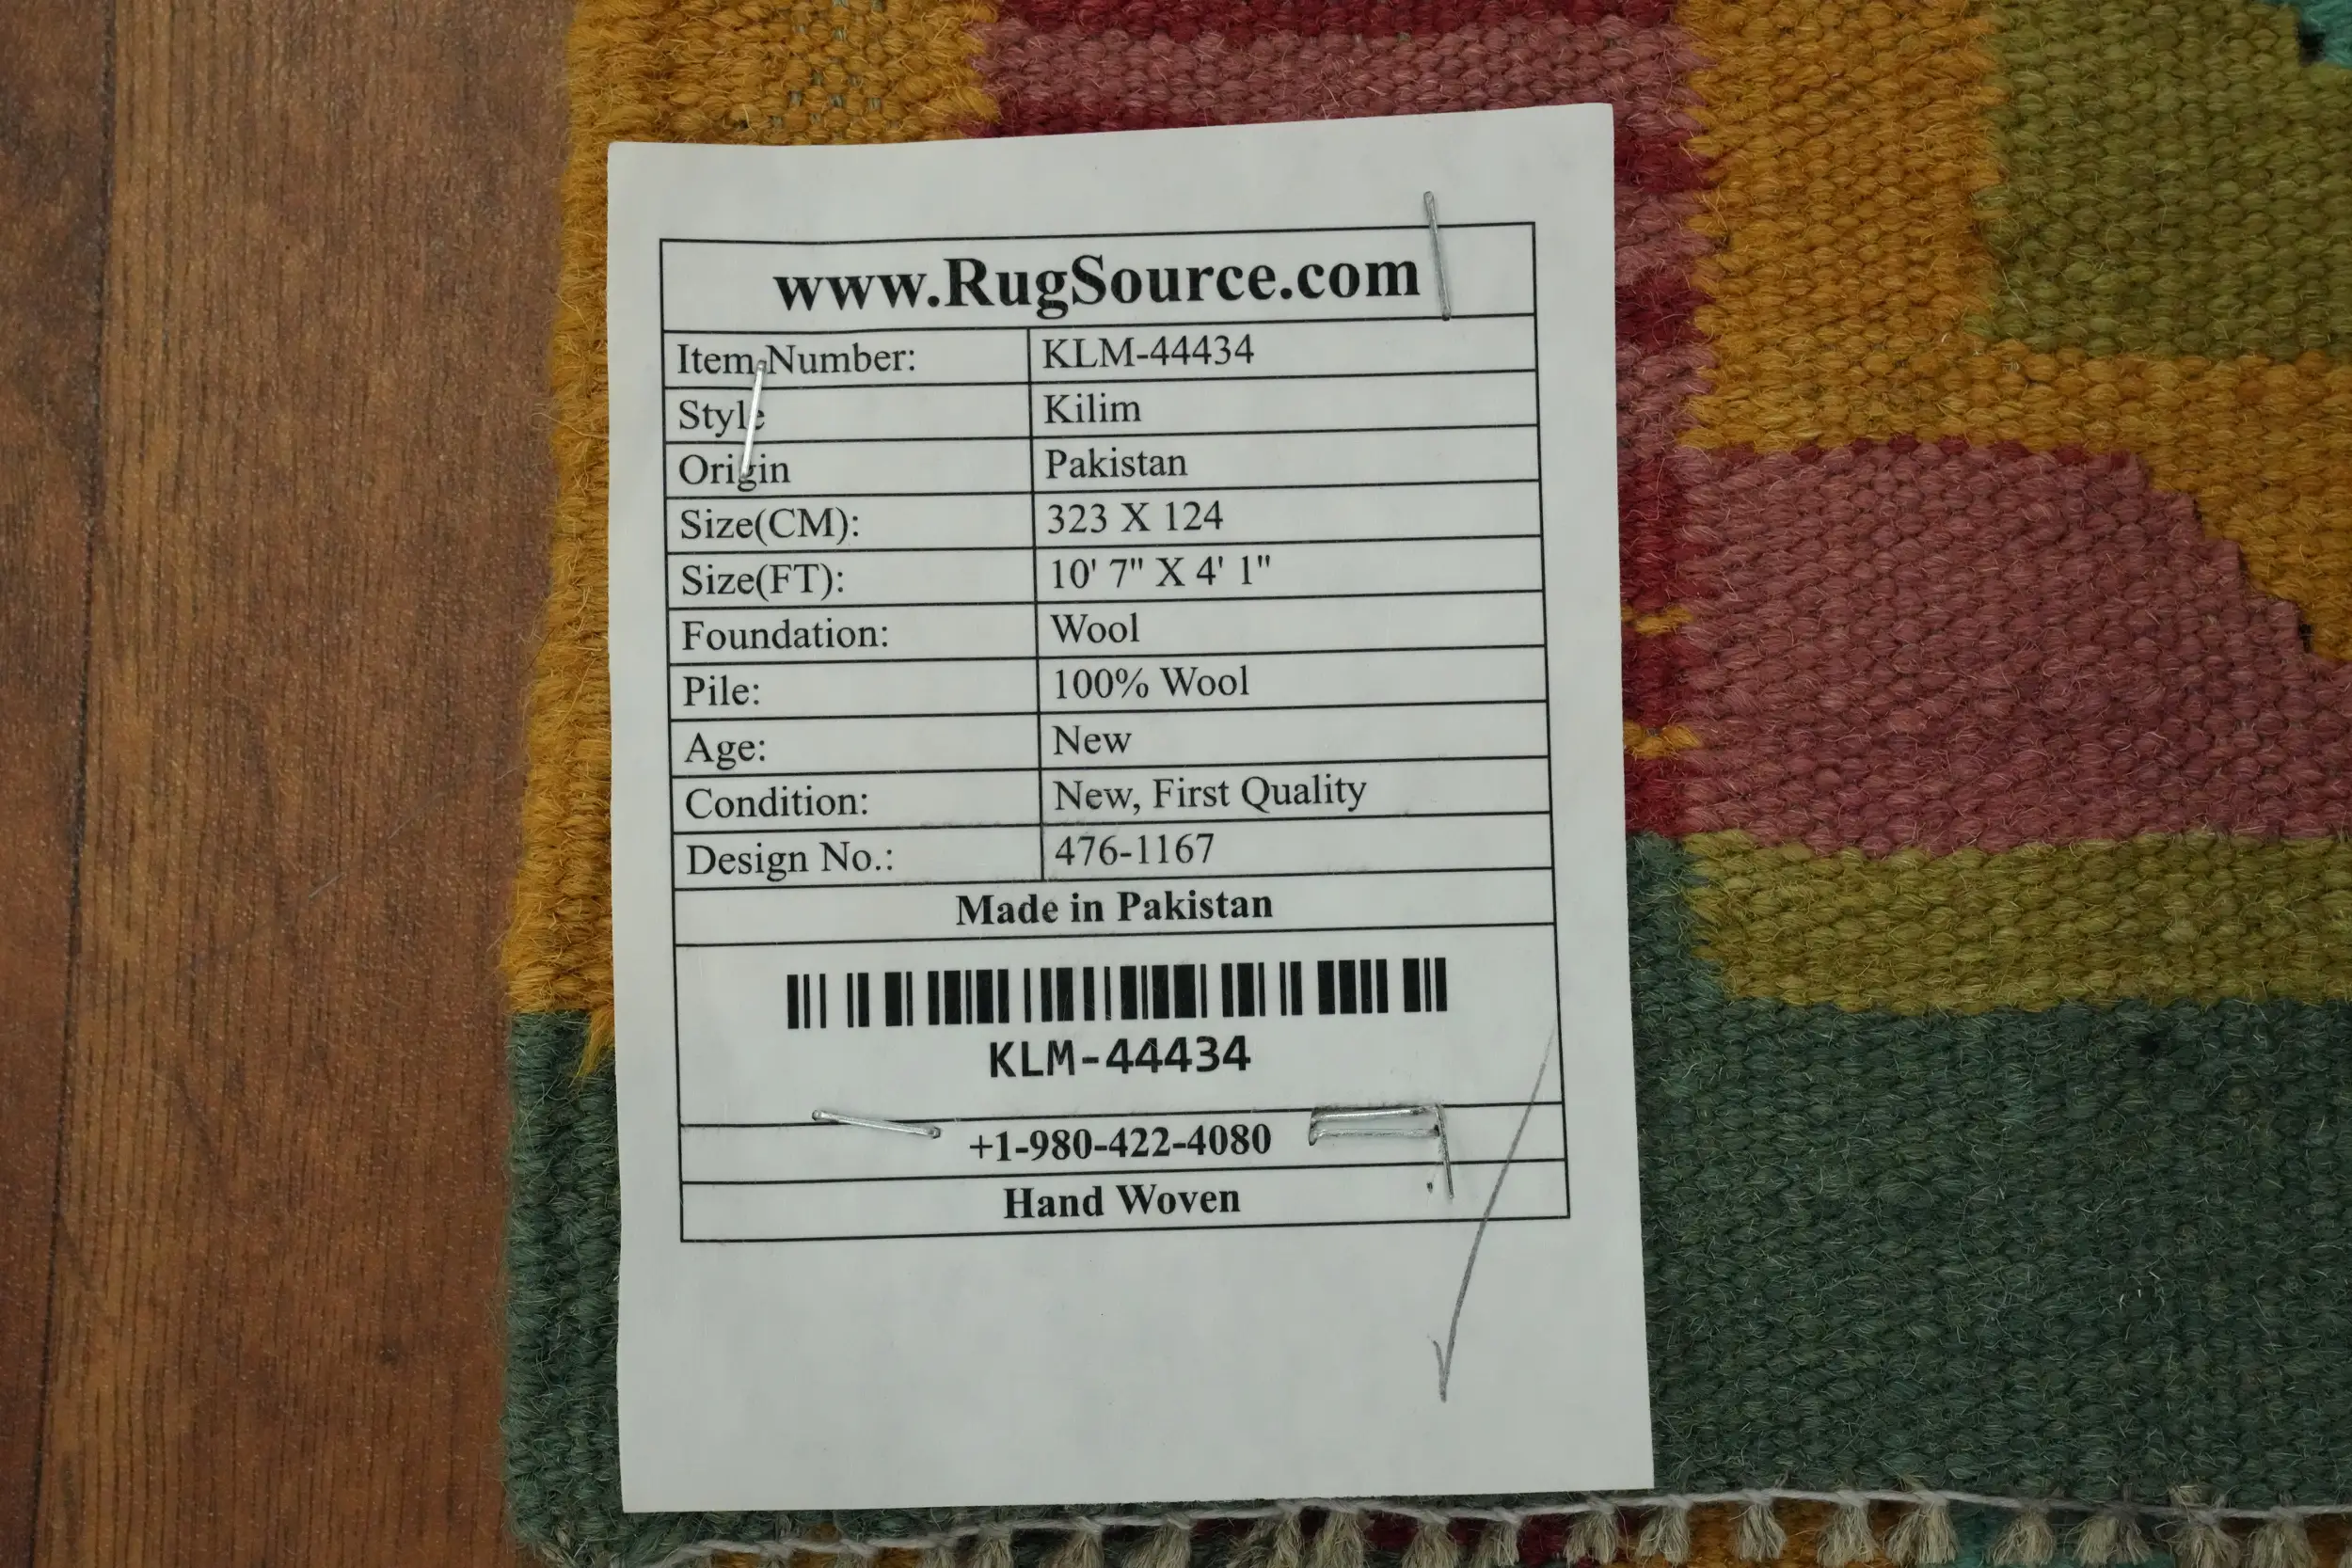 www.RugSource.com
Item Number: KLM-44434
Style Kilim
Origin Pakistan
Size(CM): 323 X 124
Size(FT): 10' 7" X 4' 1"
Foundation: Wool
Pile: 100% Wool
Age: New
Condition: New, First Quality
Design No.: 476-1167
Made in Pakistan
KLM-44434
+1-980-422-4080
Hand Woven